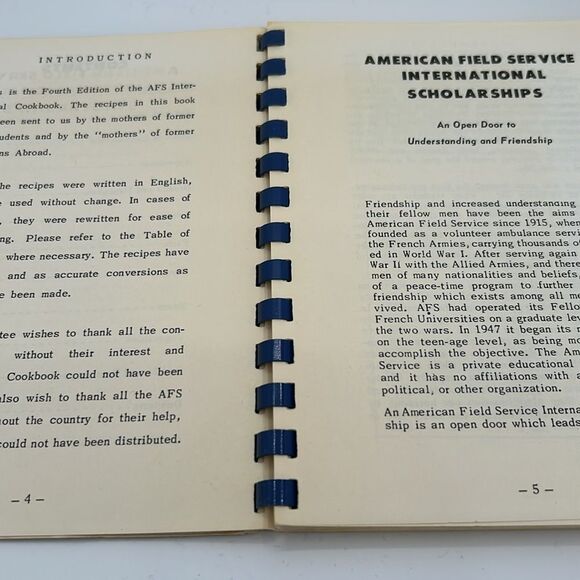 INTRODUCTION
s is the Fourth Edition of the AFS Inter-
al Cookbook. The recipes in this book
been sent to us by the mothers of former
tudents and by the "mothers" of former
ns Abroad.
he recipes were written in English,
e used without change. In cases of
, they were rewritten for ease of
ng. Please refer to the Table of
where necessary. The recipes have
and as accurate conversions as
e been made.
tee wishes to thank all the con-
without their interest and
Cookbook could not have been
also wish to thank all the AFS
out the country for their help,
could not have been distributed.
– 4 –
AMERICAN FIELD SERVICE
INTERNATIONAL
SCHOLARSHIPS
An Open Door to
Understanding and Friendship
Friendship and increased understanding
their fellow men have been the aims
American Field Service since 1915, when
founded as a volunteer ambulance servi
the French Armies, carrying thousands of
ed in World War I. After serving again
War II with the Allied Armies, and there
men of many nationalities and beliefs,
of a peace-time program to further
friendship which exists among all me
vived. AFS had operated its Fellow
French Universities on a graduate lev
the two wars. In 1947 it began its n
on the teen-age level, as being mo
accomplish the objective. The Am
Service is a private educational
and it has no affiliations with a
political, or other organization.
An American Field Service Interna
ship is an open door which leads
– 5 –